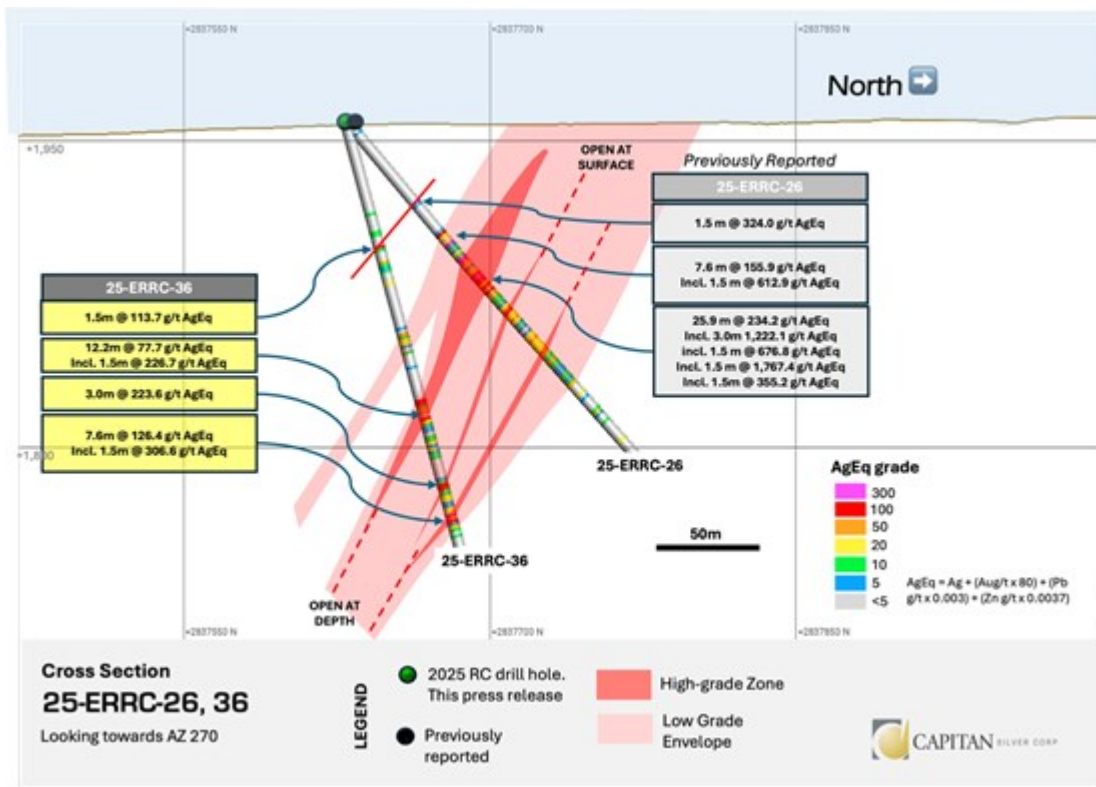 +2837550 N
+2837700 N
+2837850 N
North
+1,950
OPEN AT
SURFACE
Previously Reported
25-ERRC-26
1.5 m @ 324.0 g/t AgEq
7.6 m @ 155.9 g/t AgEq
Incl. 1.5 m @ 612.9 g/t AgEq
25.9 m @ 234.2 g/t AgEq
Incl. 3.0m 1,222.1 g/t AgEq
incl. 1.5 m @ 676.8 g/t AgEq
Incl. 1.5 m @ 1,767.4 g/t AgEq
Incl. 1.5m @ 355.2 g/t AgEq
25-ERRC-36
1.5m @ 113.7 g/t AgEq
12.2m @ 77.7 g/t AgEq
Incl. 1.5m @ 226.7 g/t AgEq
3.0m @ 223.6 g/t AgEq
7.6m @ 126.4 g/t AgEq
Incl. 1.5m @ 306.6 g/t AgEq
+1,800
25-ERRC-26
25-ERRC-36
50m
AgEq grade
300
100
50
20
10
5
<5
AgEq = Ag + (Aug/t x 80) + (Pb
g/t x 0.003) + (Zn g/t x 0.0037)
OPEN AT
DEPTH
+2837550 N
+2837700 N
+2837850 N
Cross Section
25-ERRC-26, 36
Looking towards AZ 270
LEGEND
2025 RC drill hole.
This press release
Previously
reported
High-grade Zone
Low Grade
Envelope
CAPITAN SILVER CORP